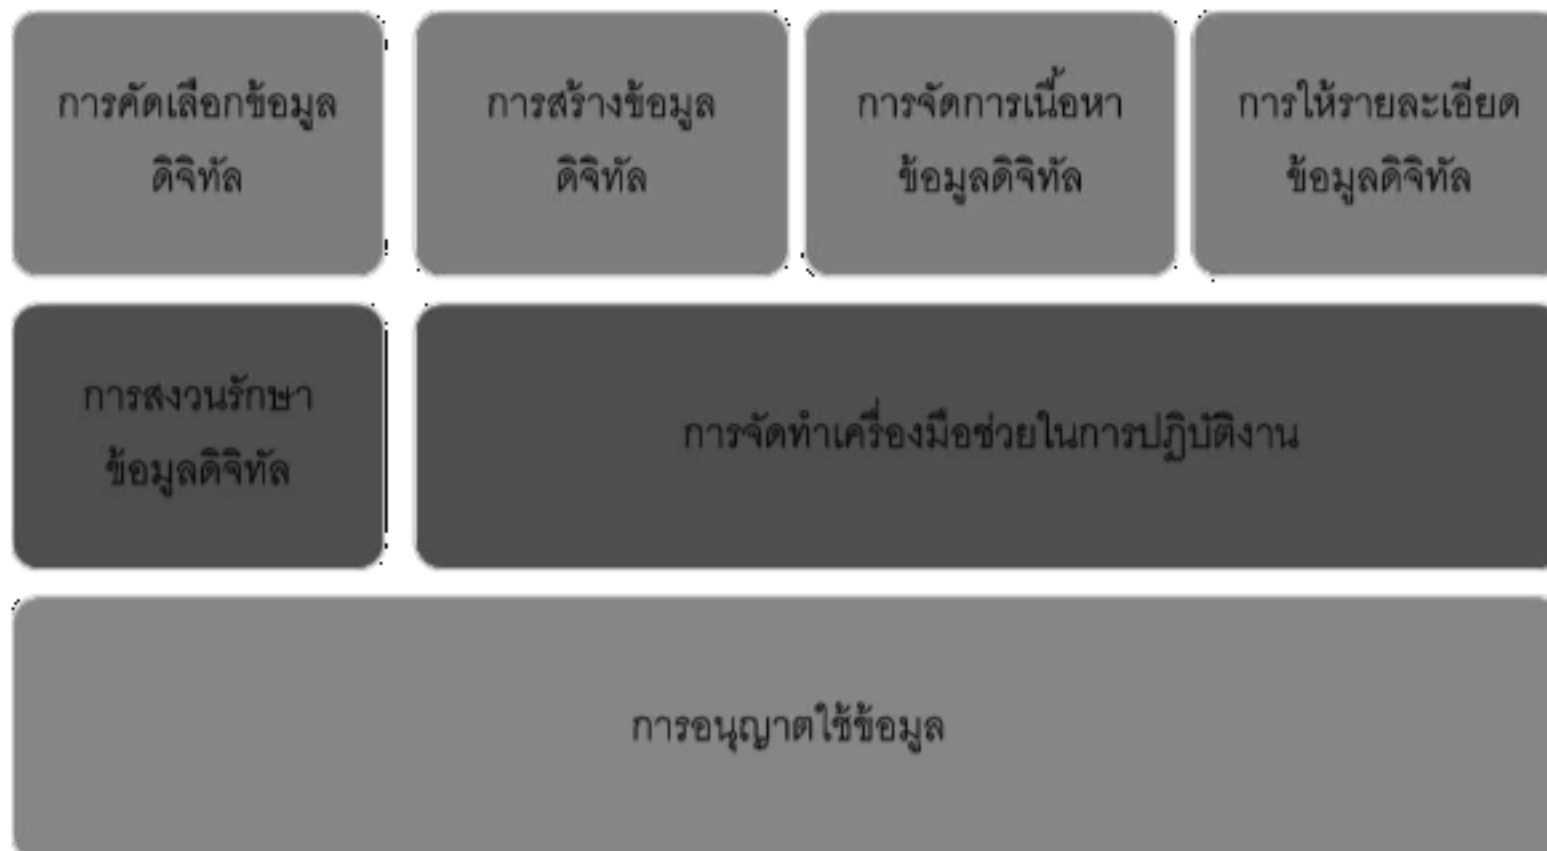 การคัดเลือกข้อมูล
ดิจิทัล
การสร้างข้อมูล
ดิจิทัล
การจัดการเนื้อหา
ข้อมูลดิจิทัล
การให้รายละเอียด
ข้อมูลดิจิทัล
การสงวนรักษา
ข้อมูลดิจิทัล
การจัดทำเครื่องมือช่วยในการปฏิบัติงาน
การอนุญาตใช้ข้อมูล